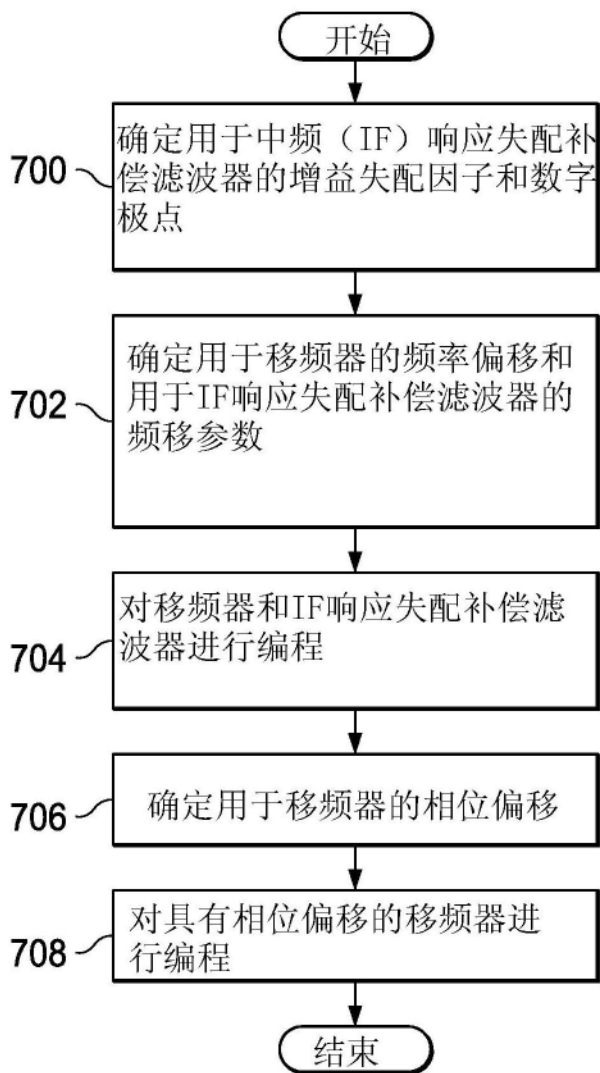 开始
700
确定用于中频（IF）响应失配补
偿滤波器的增益失配因子和数字
极点
702
确定用于移频器的频率偏移和
用于IF响应失配补偿滤波器的
频移参数
704
对移频器和IF响应失配补偿滤
波器进行编程
706
确定用于移频器的相位偏移
708
对具有相位偏移的移频器进
行编程
结束